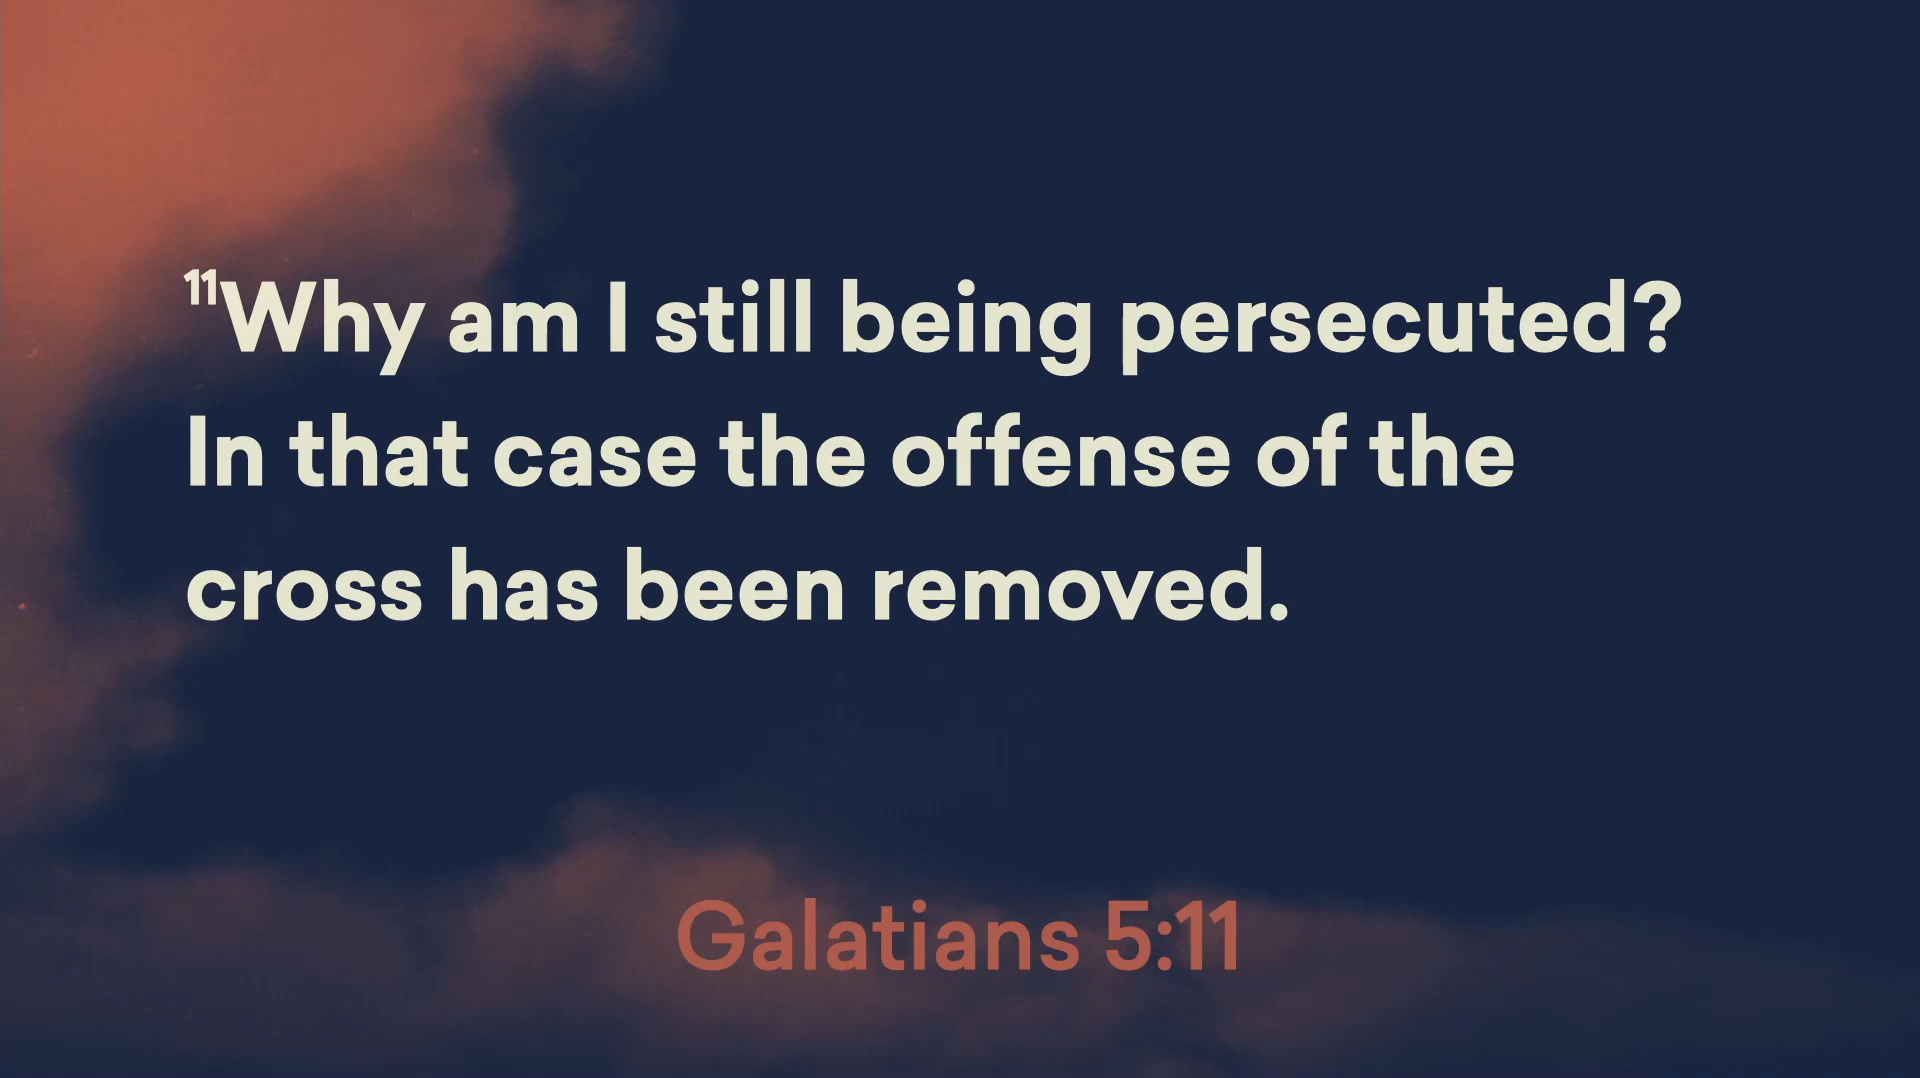 ¹¹Why am I still being persecuted?
In that case the offense of the
cross has been removed.
Galatians 5:11